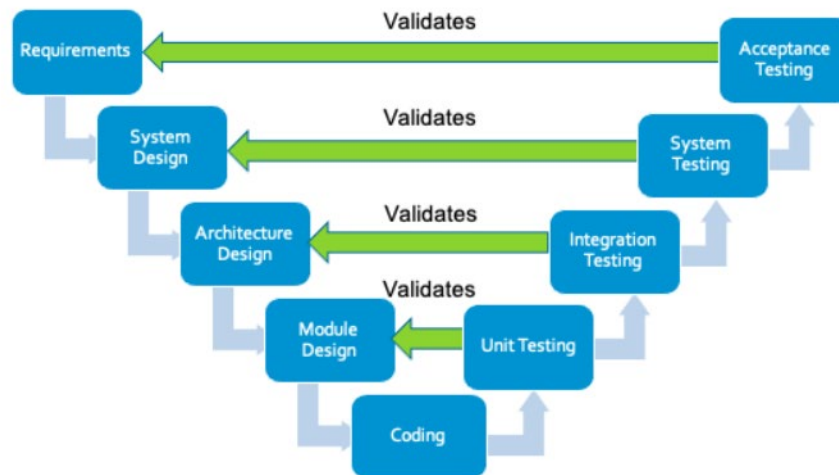 Validates
Requirements
Acceptance
Testing
Validates
System
Design
System
Testing
Validates
Architecture
Design
Integration
Testing
Validates
Module
Design
Unit Testing
Coding